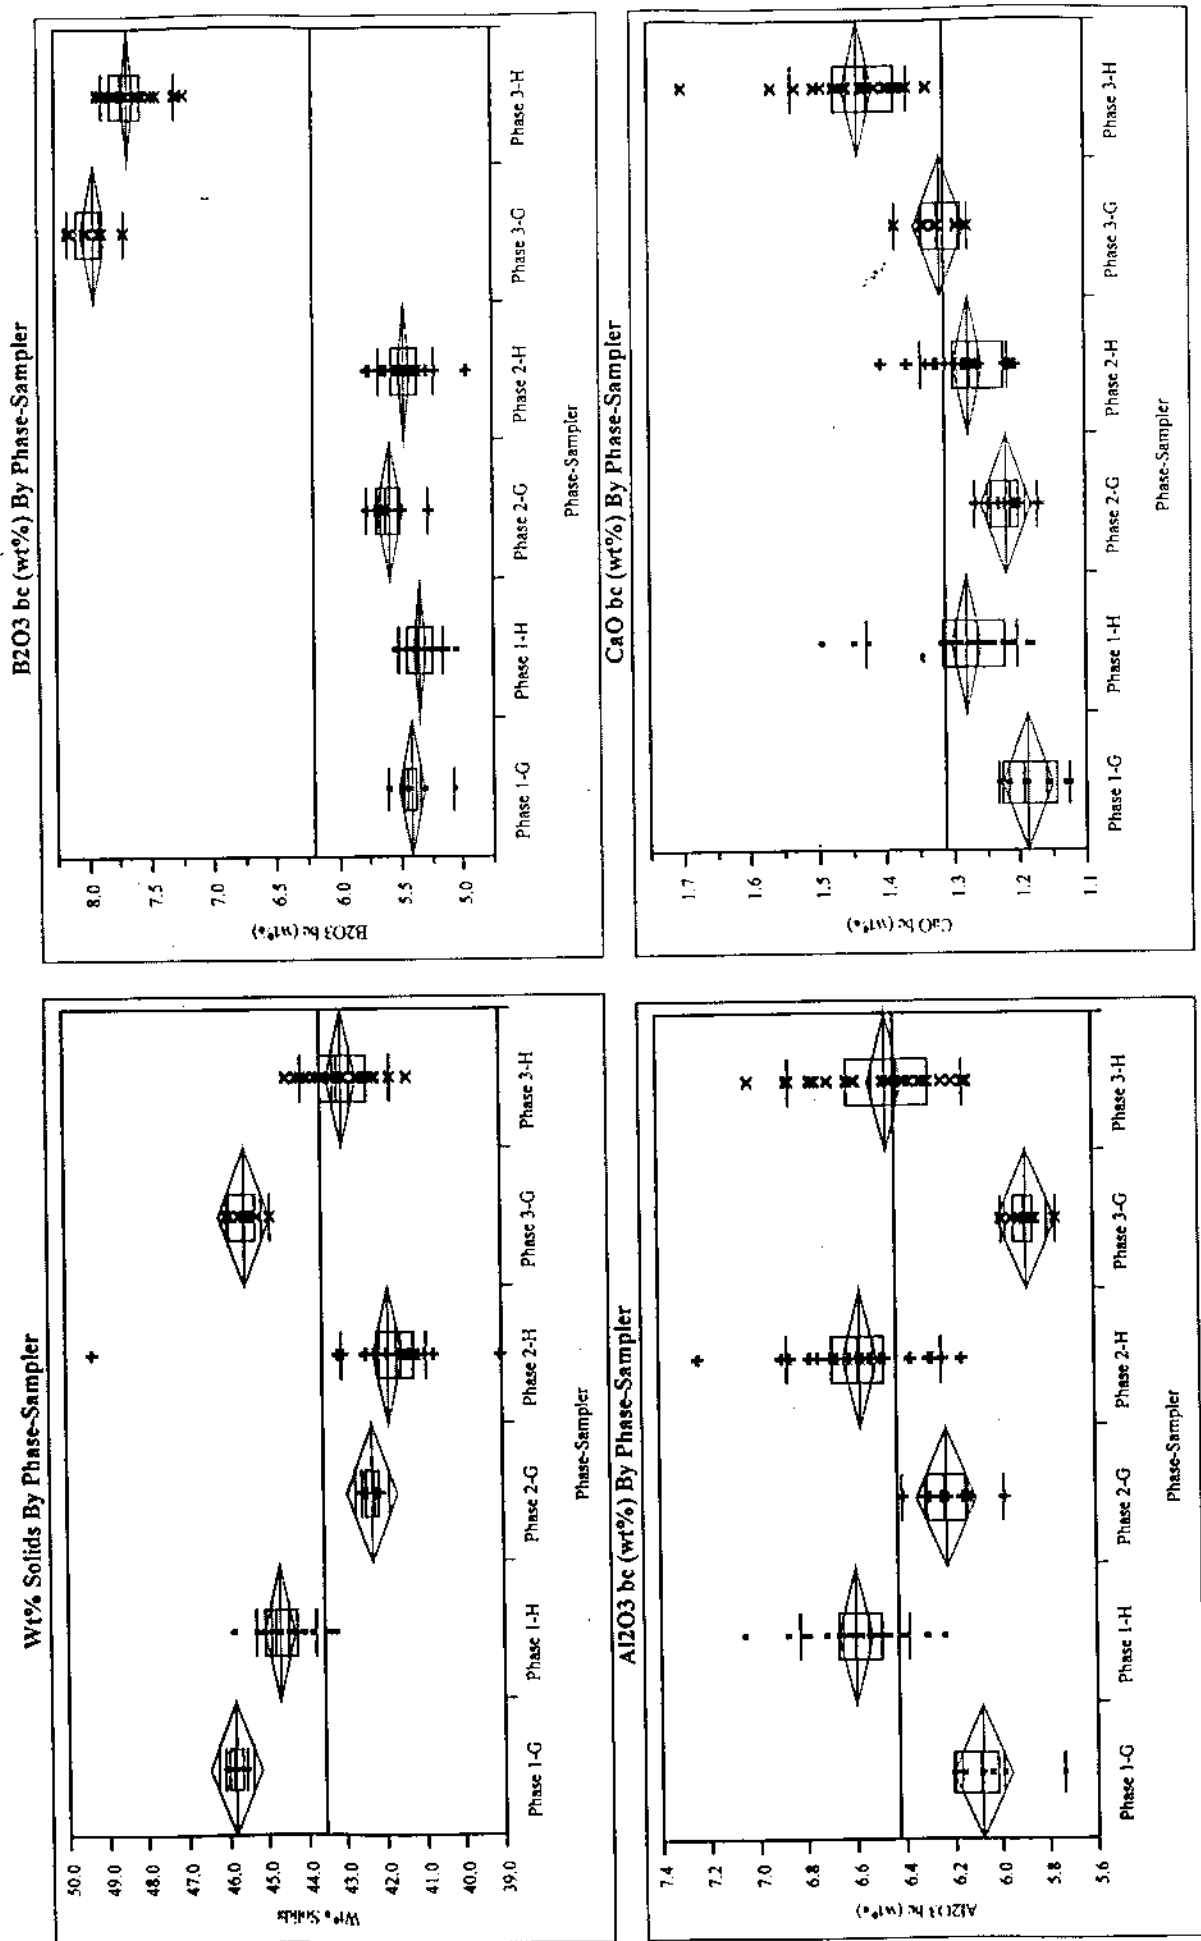 Wt% Solids By Phase-Sampler
50.0
49.0
48.0
47.0
46.0
45.0
44.0
43.0
42.0
41.0
40.0
39.0
Wt% Solids
Phase 1-G
Phase 1-H
Phase 2-G
Phase 2-H
Phase 3-G
Phase 3-H
Phase-Sampler
B2O3 bc (wt%) By Phase-Sampler
8.0
7.5
7.0
6.5
6.0
5.5
5.0
B2O3 bc (wt%)
Phase 1-G
Phase 1-H
Phase 2-G
Phase 2-H
Phase 3-G
Phase 3-H
Phase-Sampler
Al2O3 bc (wt%) By Phase-Sampler
7.4
7.2
7.0
6.8
6.6
6.4
6.2
6.0
5.8
5.6
Al2O3 bc (wt%)
Phase 1-G
Phase 1-H
Phase 2-G
Phase 2-H
Phase 3-G
Phase 3-H
Phase-Sampler
CaO bc (wt%) By Phase-Sampler
1.7
1.6
1.5
1.4
1.3
1.2
1.1
CaO bc (wt%)
Phase 1-G
Phase 1-H
Phase 2-G
Phase 2-H
Phase 3-G
Phase 3-H
Phase-Sampler